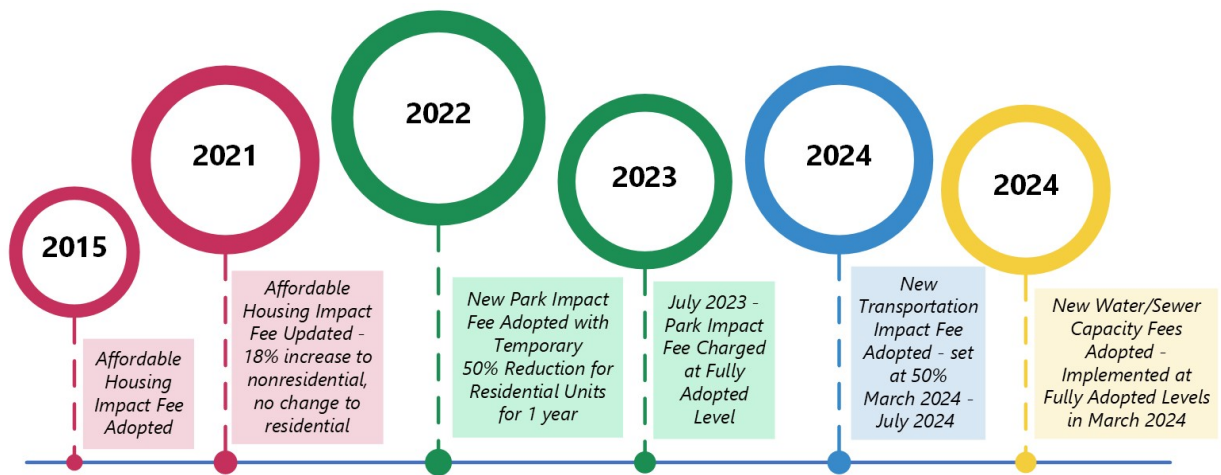 2015
Affordable
Housing
Impact Fee
Adopted
2021
Affordable
Housing Impact
Fee Updated -
18% increase to
nonresidential,
no change to
residential
2022
New Park Impact
Fee Adopted with
Temporary
50% Reduction for
Residential Units
for 1 year
2023
July 2023 -
Park Impact
Fee Charged
at Fully
Adopted
Level
2024
New
Transportation
Impact Fee
Adopted - set
at 50%
March 2024 -
July 2024
2024
New Water/Sewer
Capacity Fees
Adopted -
Implemented at
Fully Adopted Levels
in March 2024